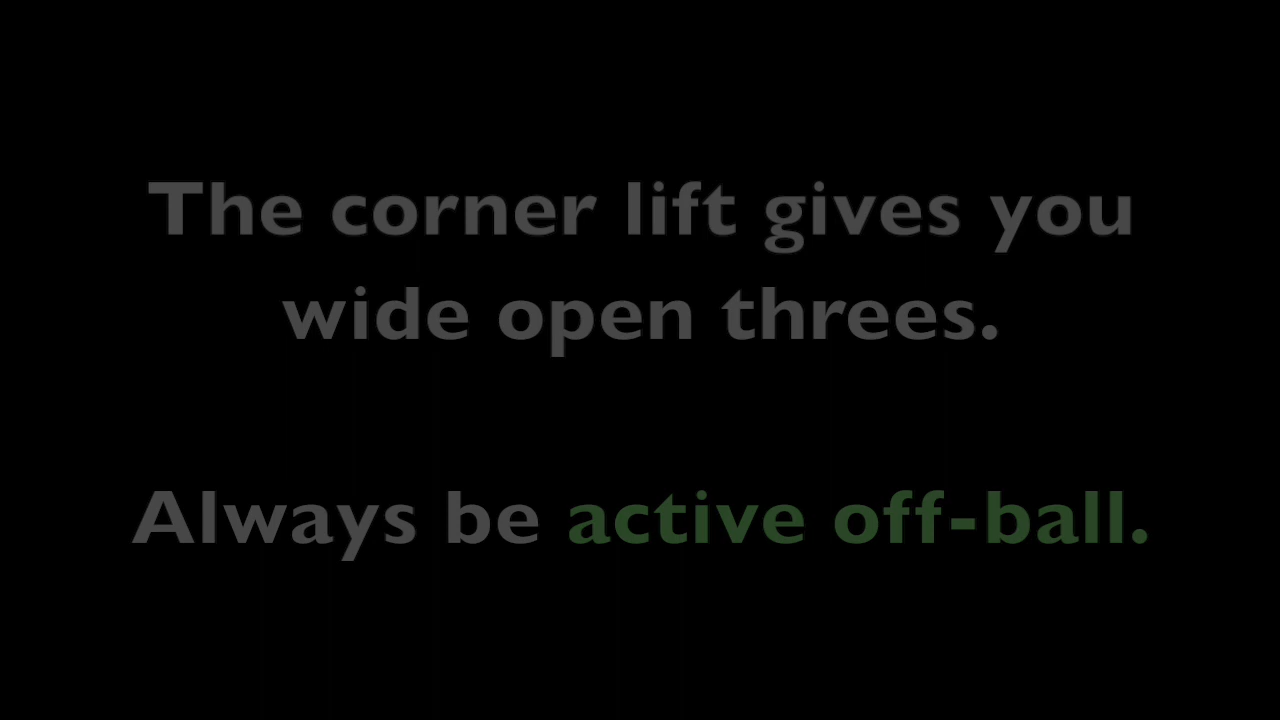 The corner lift gives you
wide open threes.
Always be active off-ball.